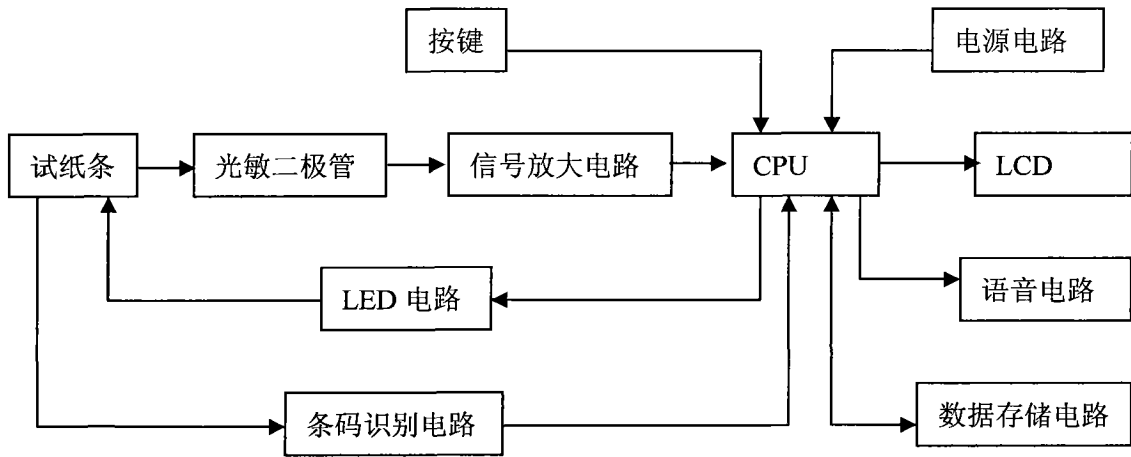 按键
电源电路
试纸条
光敏二极管
信号放大电路
CPU
LCD
LED 电路
语音电路
条码识别电路
数据存储电路